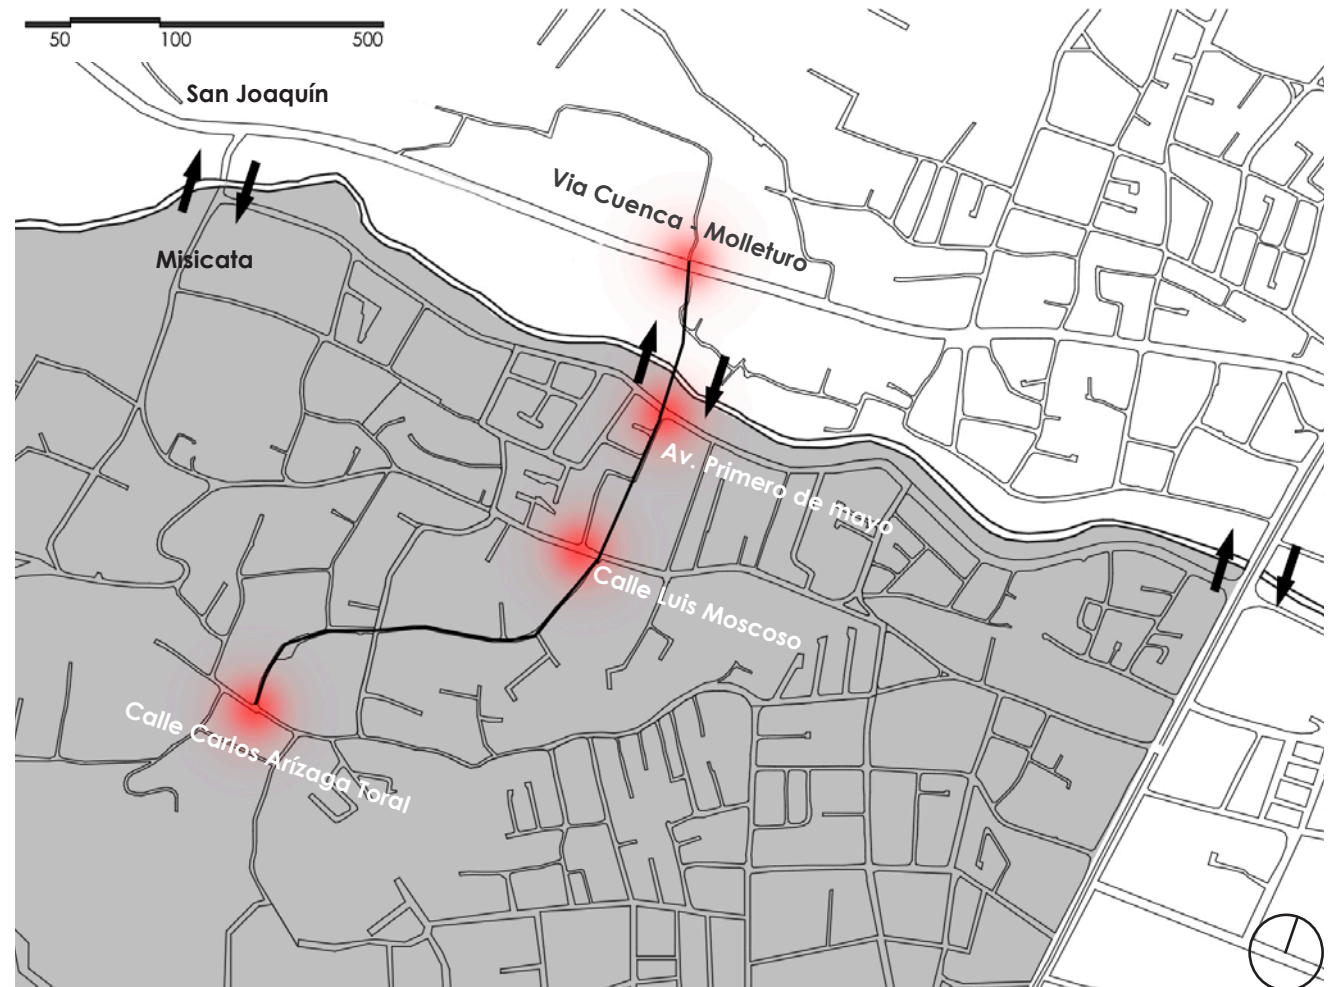 50 100 500
San Joaquín
Via Cuenca - Molleturo
Misicata
Av. Primero de mayo
Calle Luis Moscoso
Calle Carlos Arízaga Toral